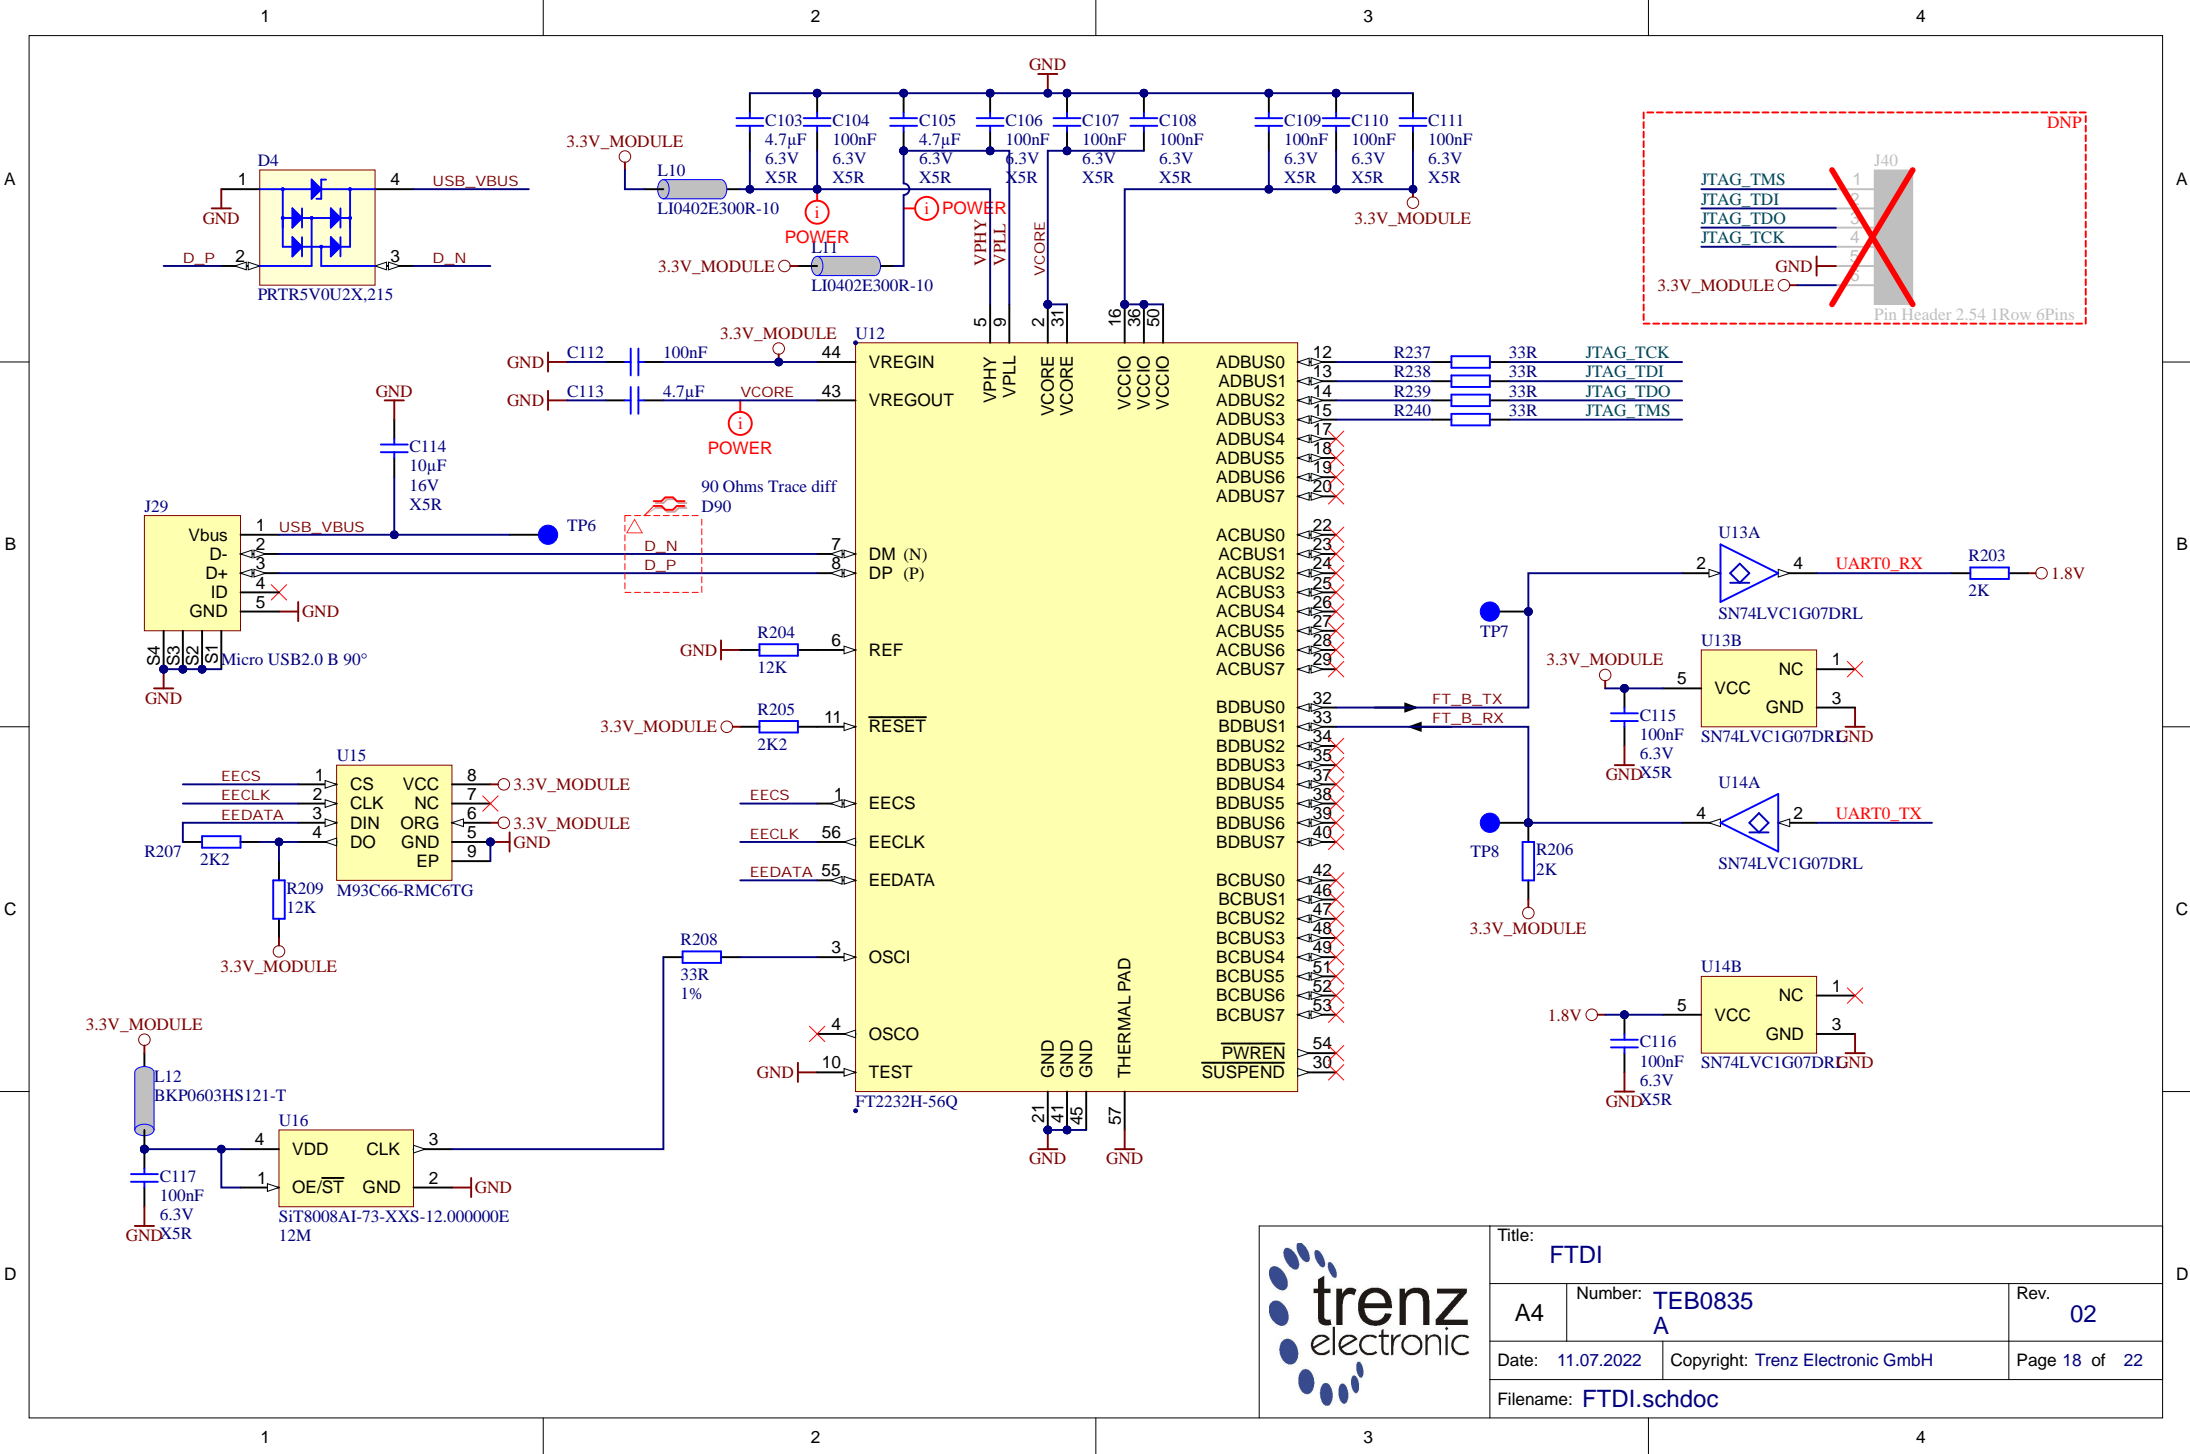 1 2 3 4
A
B
C
D
A
B
C
D
GND
C103
4.7µF
6.3V
X5R
C104
100nF
6.3V
X5R
C105
4.7µF
6.3V
X5R
C106
100nF
6.3V
X5R
C107
100nF
6.3V
X5R
C108
100nF
6.3V
X5R
C109
100nF
6.3V
X5R
C110
100nF
6.3V
X5R
C111
100nF
6.3V
X5R
3.3V_MODULE
3.3V_MODULE
L10
LI0402E300R-10
i
POWER
i POWER
L11
3.3V_MODULE
LI0402E300R-10
VPHY
VPLL
VCORE
D4
1
4 USB_VBUS
GND
D_P 2
3 D_N
PRTR5V0U2X,215
DNP
J40
JTAG_TMS 1
JTAG_TDI 2
JTAG_TDO 3
JTAG_TCK 4
GND 5
3.3V_MODULE
Pin Header 2.54 1Row 6Pins
U12
5 9 2 31 16 36 50
VPHY
VPLL
VCORE
VCORE
VCCIO
VCCIO
VCCIO
3.3V_MODULE
GND C112 100nF 44 VREGIN
GND C113 4.7µF VCORE 43 VREGOUT
i
POWER
90 Ohms Trace diff
D90
D_N 7 DM (N)
D_P 8 DP (P)
GND R204 12K 6 REF
3.3V_MODULE R205 2K2 11 RESET
EECS 1 EECS
EECLK 56 EECLK
EEDATA 55 EEDATA
R208
33R
1%
3 OSCI
4 OSCO
GND 10 TEST
FT2232H-56Q
GND
GND
GND
THERMAL PAD
21 41 45 57
GND GND
ADBUS0 12 R237 33R JTAG_TCK
ADBUS1 13 R238 33R JTAG_TDI
ADBUS2 14 R239 33R JTAG_TDO
ADBUS3 15 R240 33R JTAG_TMS
ADBUS4 17
ADBUS5 18
ADBUS6 19
ADBUS7 20
ACBUS0 22
ACBUS1 23
ACBUS2 24
ACBUS3 25
ACBUS4 26
ACBUS5 27
ACBUS6 28
ACBUS7 29
BDBUS0 32 FT_B_TX
BDBUS1 33 FT_B_RX
BDBUS2 34
BDBUS3 35
BDBUS4 37
BDBUS5 38
BDBUS6 39
BDBUS7 40
BCBUS0 42
BCBUS1 46
BCBUS2 47
BCBUS3 48
BCBUS4 49
BCBUS5 51
BCBUS6 52
BCBUS7 53
PWREN 54
SUSPEND 30
GND
C114
10µF
16V
X5R
J29
Vbus 1 USB_VBUS
TP6
D- 2
D+ 3
ID 4
GND 5 GND
S4 S3 S2 S1
Micro USB2.0 B 90°
GND
U15
EECS 1 CS VCC 8 3.3V_MODULE
EECLK 2 CLK NC 7
EEDATA 3 DIN ORG 6 3.3V_MODULE
4 DO GND 5 GND
EP 9
R207 2K2
R209
12K
M93C66-RMC6TG
3.3V_MODULE
3.3V_MODULE
L12
BKP0603HS121-T
U16
4 VDD CLK 3
1 OE/ST GND 2 GND
C117
100nF
6.3V
X5R
GND
SiT8008AI-73-XXS-12.000000E
12M
U13A
2 4 UART0_RX R203 1.8V
2K
SN74LVC1G07DRL
TP7
U13B
3.3V_MODULE
5 VCC
NC 1
GND 3
GND
SN74LVC1G07DRL
C115
100nF
6.3V
X5R
GND
U14A
4 2 UART0_TX
SN74LVC1G07DRL
TP8
R206
2K
3.3V_MODULE
U14B
1.8V 5 VCC
NC 1
GND 3
GND
SN74LVC1G07DRL
C116
100nF
6.3V
X5R
GND
trenz
electronic
Title:
FTDI
A4
Number: TEB0835
A
Rev.
02
Date: 11.07.2022
Copyright: Trenz Electronic GmbH
Page 18 of 22
Filename: FTDI.schdoc
1 2 3 4